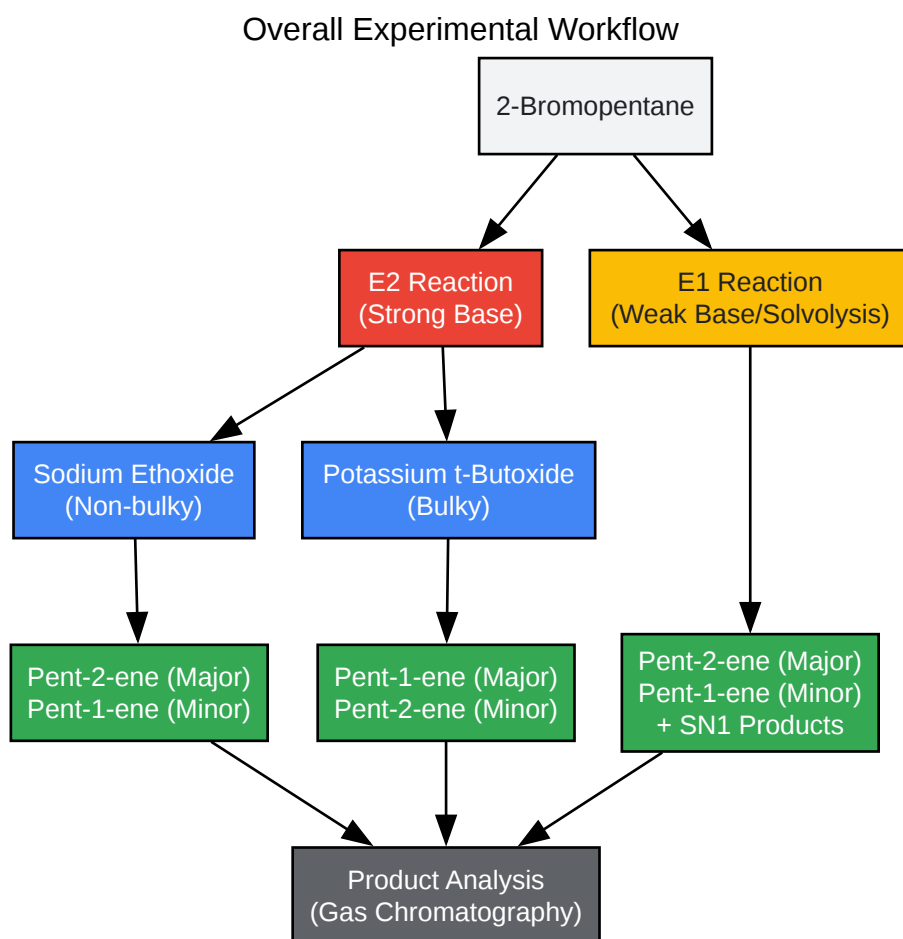 Overall Experimental Workflow
2-Bromopentane
E2 Reaction
(Strong Base)
E1 Reaction
(Weak Base/Solvolysis)
Sodium Ethoxide
(Non-bulky)
Potassium t-Butoxide
(Bulky)
Pent-2-ene (Major)
Pent-1-ene (Minor)
Pent-1-ene (Major)
Pent-2-ene (Minor)
Pent-2-ene (Major)
Pent-1-ene (Minor)
+ SN1 Products
Product Analysis
(Gas Chromatography)